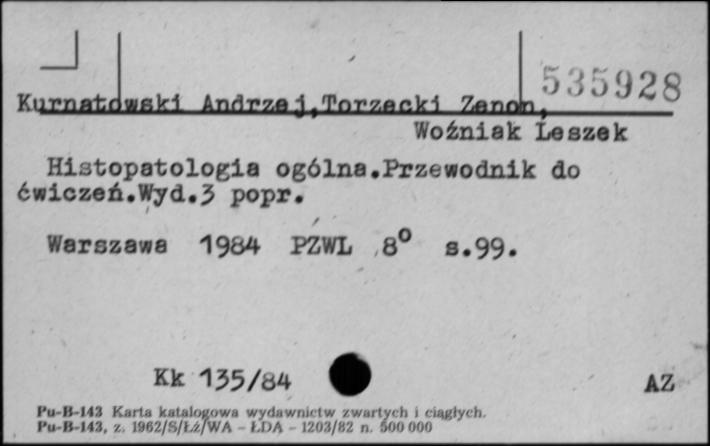 535928
Kurnatowski Andrzej,Torzecki Zenon,
Woźniak Leszek
Histopatologia ogólna.Przewodnik do
ćwiczeń.Wyd.3 popr.
Warszawa 1984 PZWL 8° s.99.
Kk 135/84
AZ
Pu-B-143 Karta katalogowa wydawnictw zwartych i ciągłych.
Pu-B-143, z. 1962/S/Łż/WA - ŁDA - 1203/82 n. 500 000